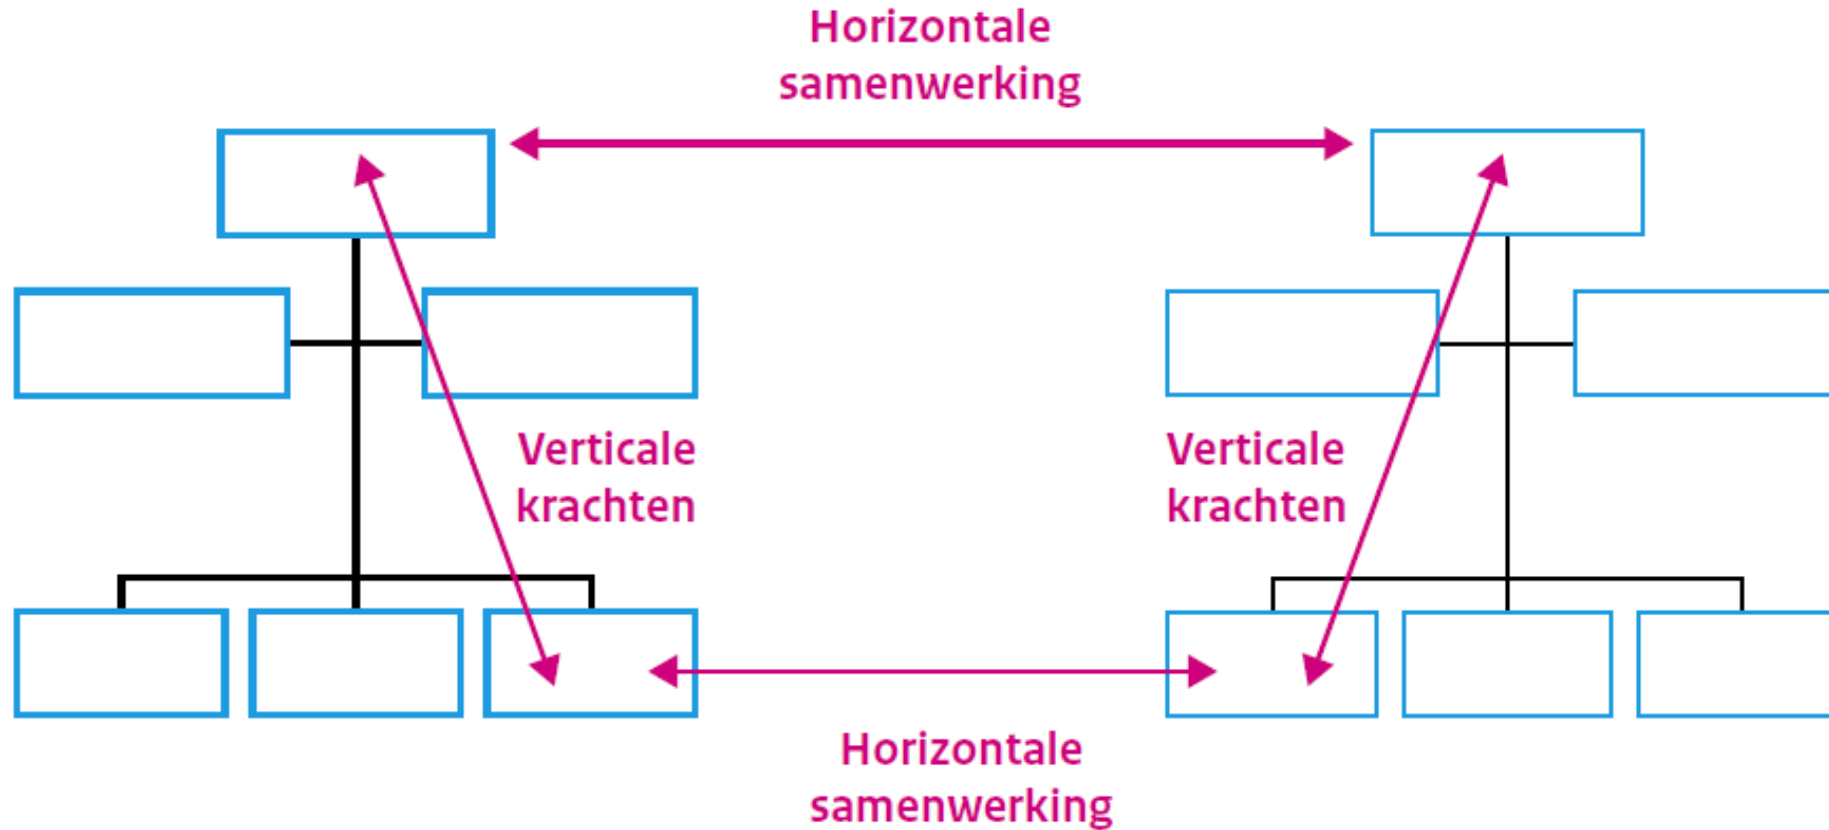 Horizontale
samenwerking
Verticale
krachten
Verticale
krachten
Horizontale
samenwerking